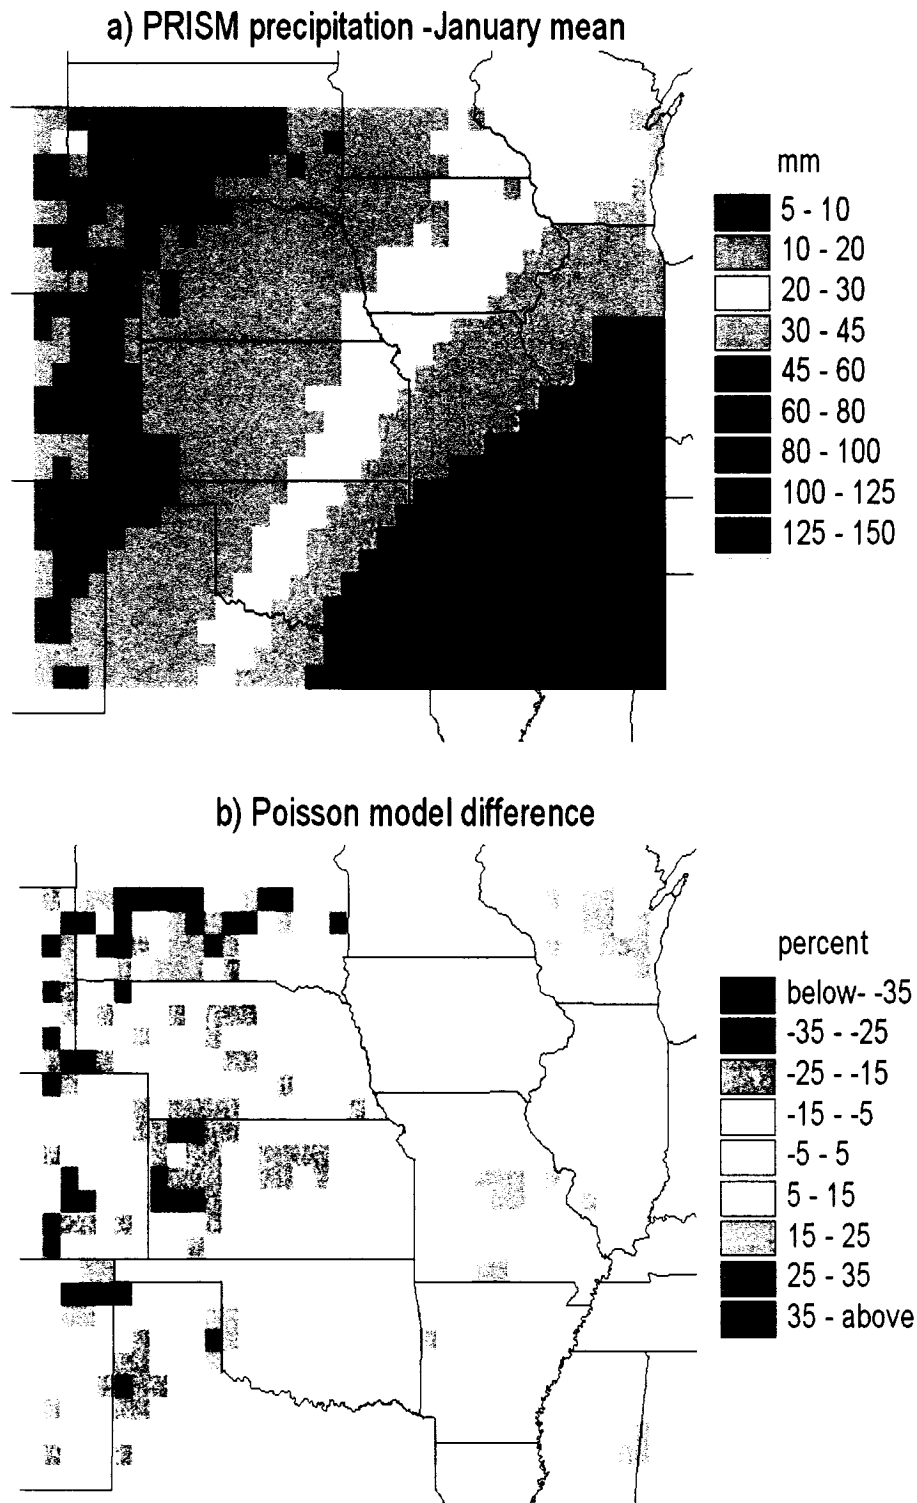 a) PRISM precipitation -January mean
mm
5 - 10
10 - 20
20 - 30
30 - 45
45 - 60
60 - 80
80 - 100
100 - 125
125 - 150
b) Poisson model difference
percent
below- -35
-35 - -25
-25 - -15
-15 - -5
-5 - 5
5 - 15
15 - 25
25 - 35
35 - above